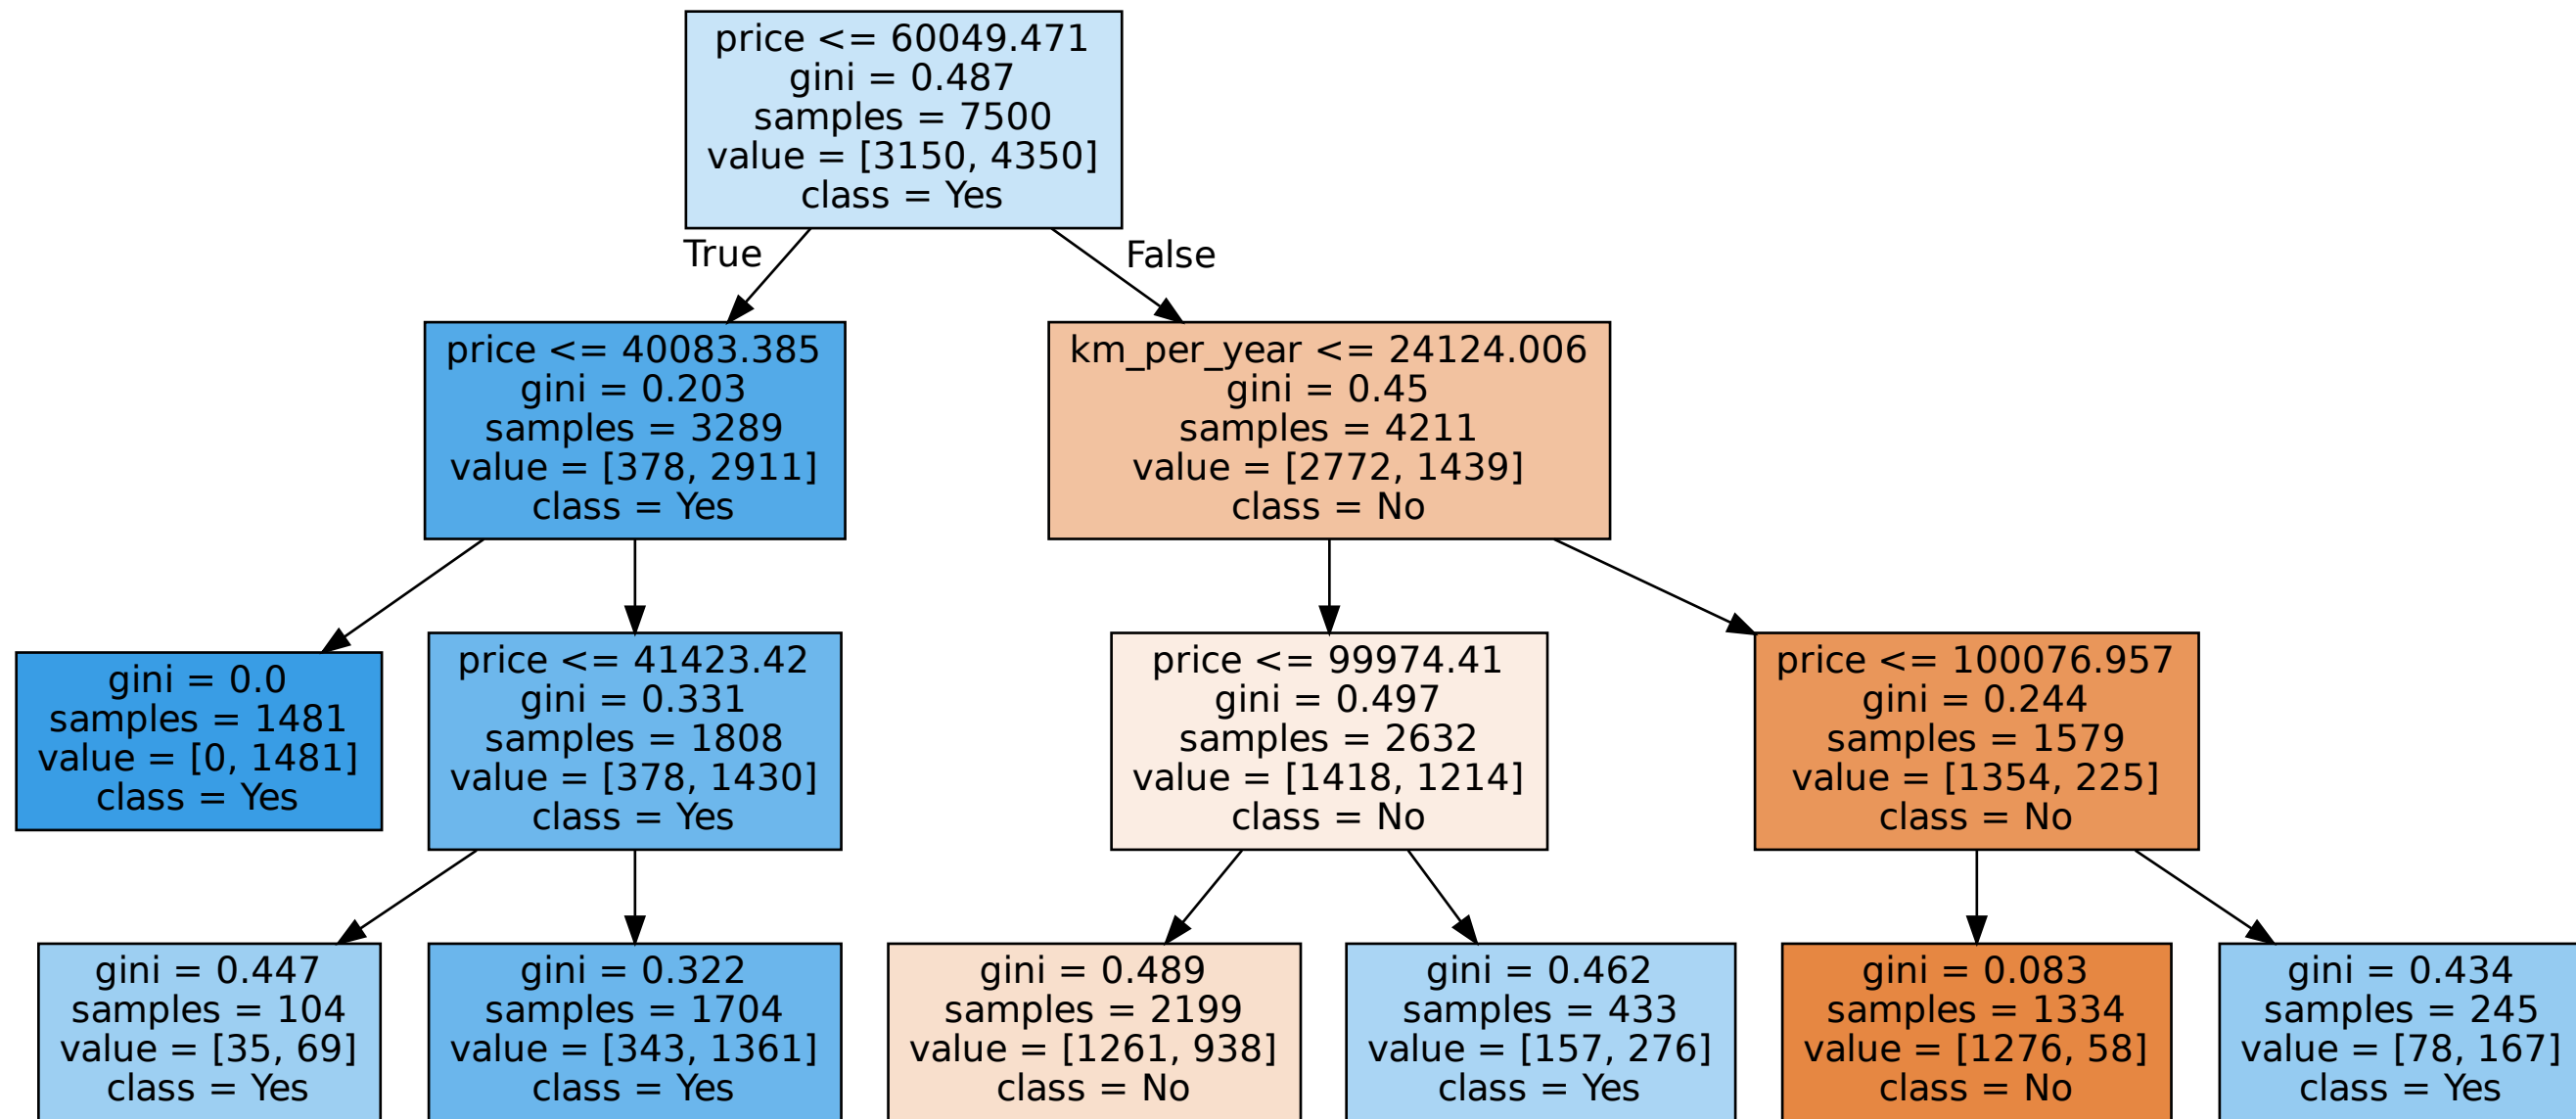 price <= 60049.471
gini = 0.487
samples = 7500
value = [3150, 4350]
class = Yes
True
False
price <= 40083.385
gini = 0.203
samples = 3289
value = [378, 2911]
class = Yes
km_per_year <= 24124.006
gini = 0.45
samples = 4211
value = [2772, 1439]
class = No
gini = 0.0
samples = 1481
value = [0, 1481]
class = Yes
price <= 41423.42
gini = 0.331
samples = 1808
value = [378, 1430]
class = Yes
price <= 99974.41
gini = 0.497
samples = 2632
value = [1418, 1214]
class = No
price <= 100076.957
gini = 0.244
samples = 1579
value = [1354, 225]
class = No
gini = 0.447
samples = 104
value = [35, 69]
class = Yes
gini = 0.322
samples = 1704
value = [343, 1361]
class = Yes
gini = 0.489
samples = 2199
value = [1261, 938]
class = No
gini = 0.462
samples = 433
value = [157, 276]
class = Yes
gini = 0.083
samples = 1334
value = [1276, 58]
class = No
gini = 0.434
samples = 245
value = [78, 167]
class = Yes